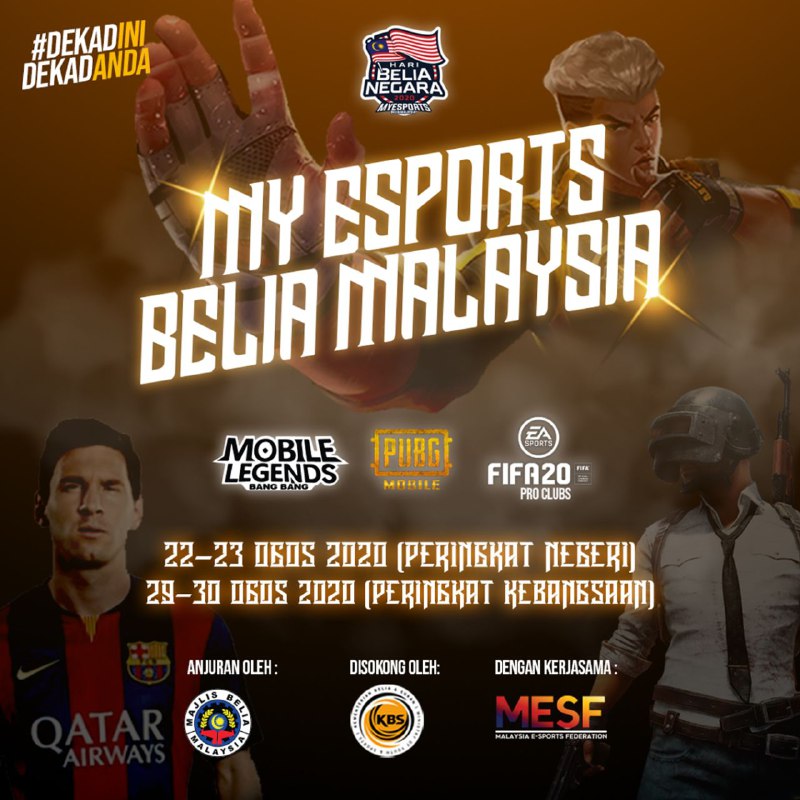 #DEKADINI
DEKADANDA
HARI
BELIA
NEGARA
2020
MYESPORTS
MY ESPORTS
BELIA MALAYSIA
MOBILE
LEGENDS
BANG BANG
PUBG
MOBILE
EA
SPORTS
FIFA20
FIFA
PRO CLUBS
22-23 OGOS 2020 (PERINGKAT NEGERI)
29-30 OGOS 2020 (PERINGKAT KEBANGSAAN)
ANJURAN OLEH :
DISOKONG OLEH:
DENGAN KERJASAMA :
MAJLIS BELIA
MALAYSIA
KBS
MESF
MALAYSIA E-SPORTS FEDERATION
QATAR
AIRWAYS